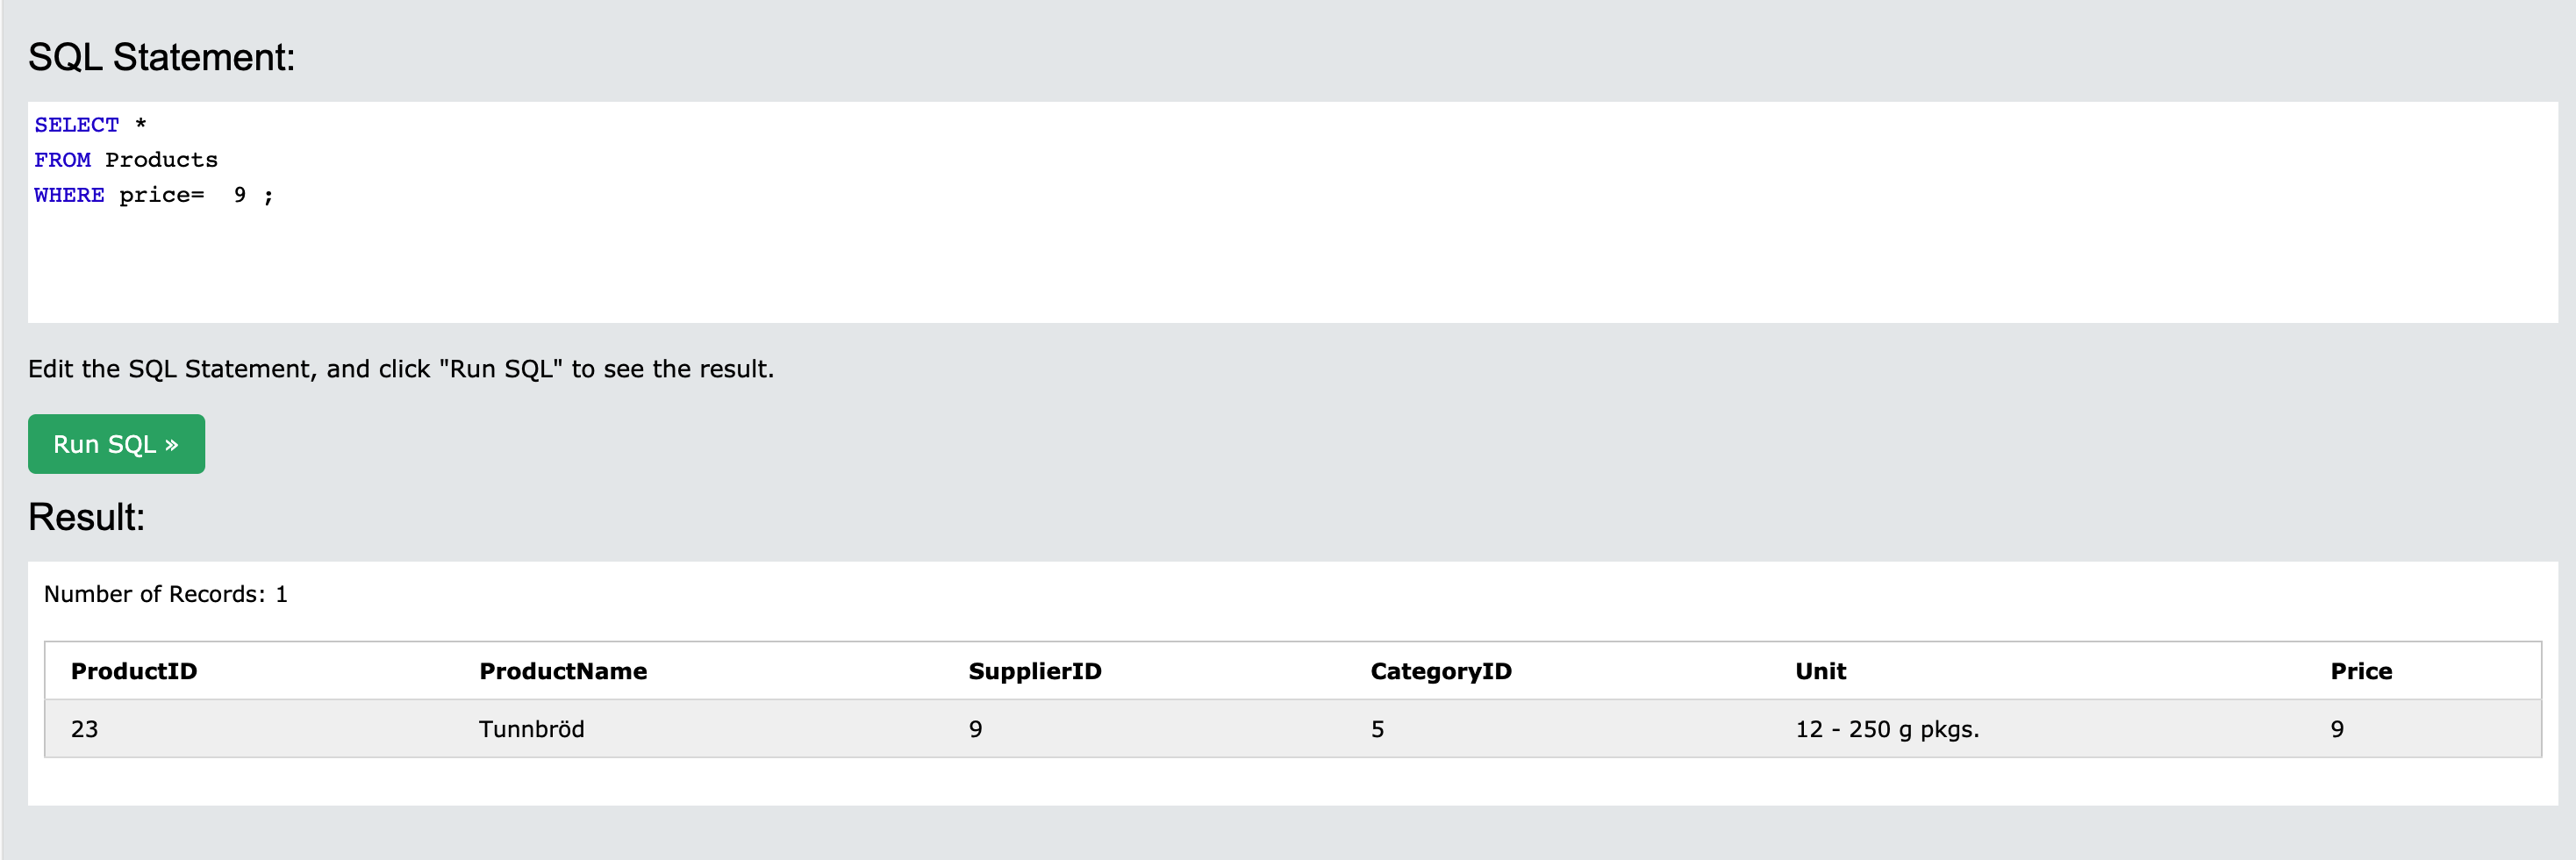 SQL Statement:
SELECT *
FROM Products
WHERE price=  9 ;
Edit the SQL Statement, and click "Run SQL" to see the result.
Run SQL »
Result:
Number of Records: 1
ProductID ProductName SupplierID CategoryID Unit Price
23 Tunnbröd 9 5 12 - 250 g pkgs. 9